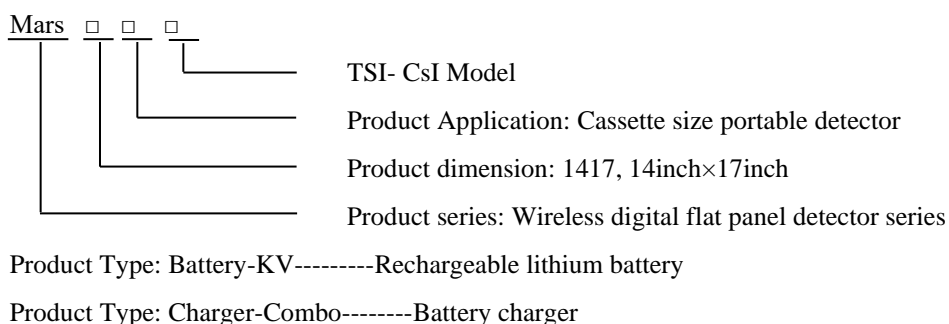 Mars □ □ □
TSI- CsI Model
Product Application: Cassette size portable detector
Product dimension: 1417, 14inch×17inch
Product series: Wireless digital flat panel detector series
Product Type: Battery-KV---------Rechargeable lithium battery
Product Type: Charger-Combo--------Battery charger